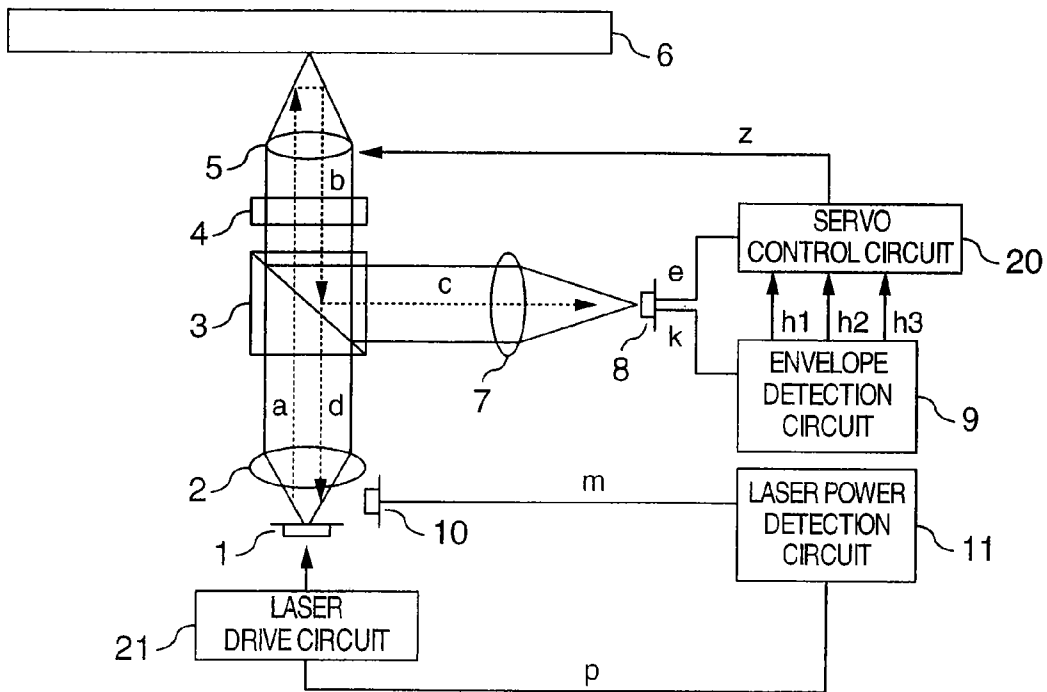 6
z
5
b
4
SERVO
CONTROL CIRCUIT
20
e
c
3
k
h1 h2 h3
8
7
ENVELOPE
DETECTION
CIRCUIT
9
a
d
2
m
LASER POWER
DETECTION
CIRCUIT
11
10
1
LASER
DRIVE CIRCUIT
21
p